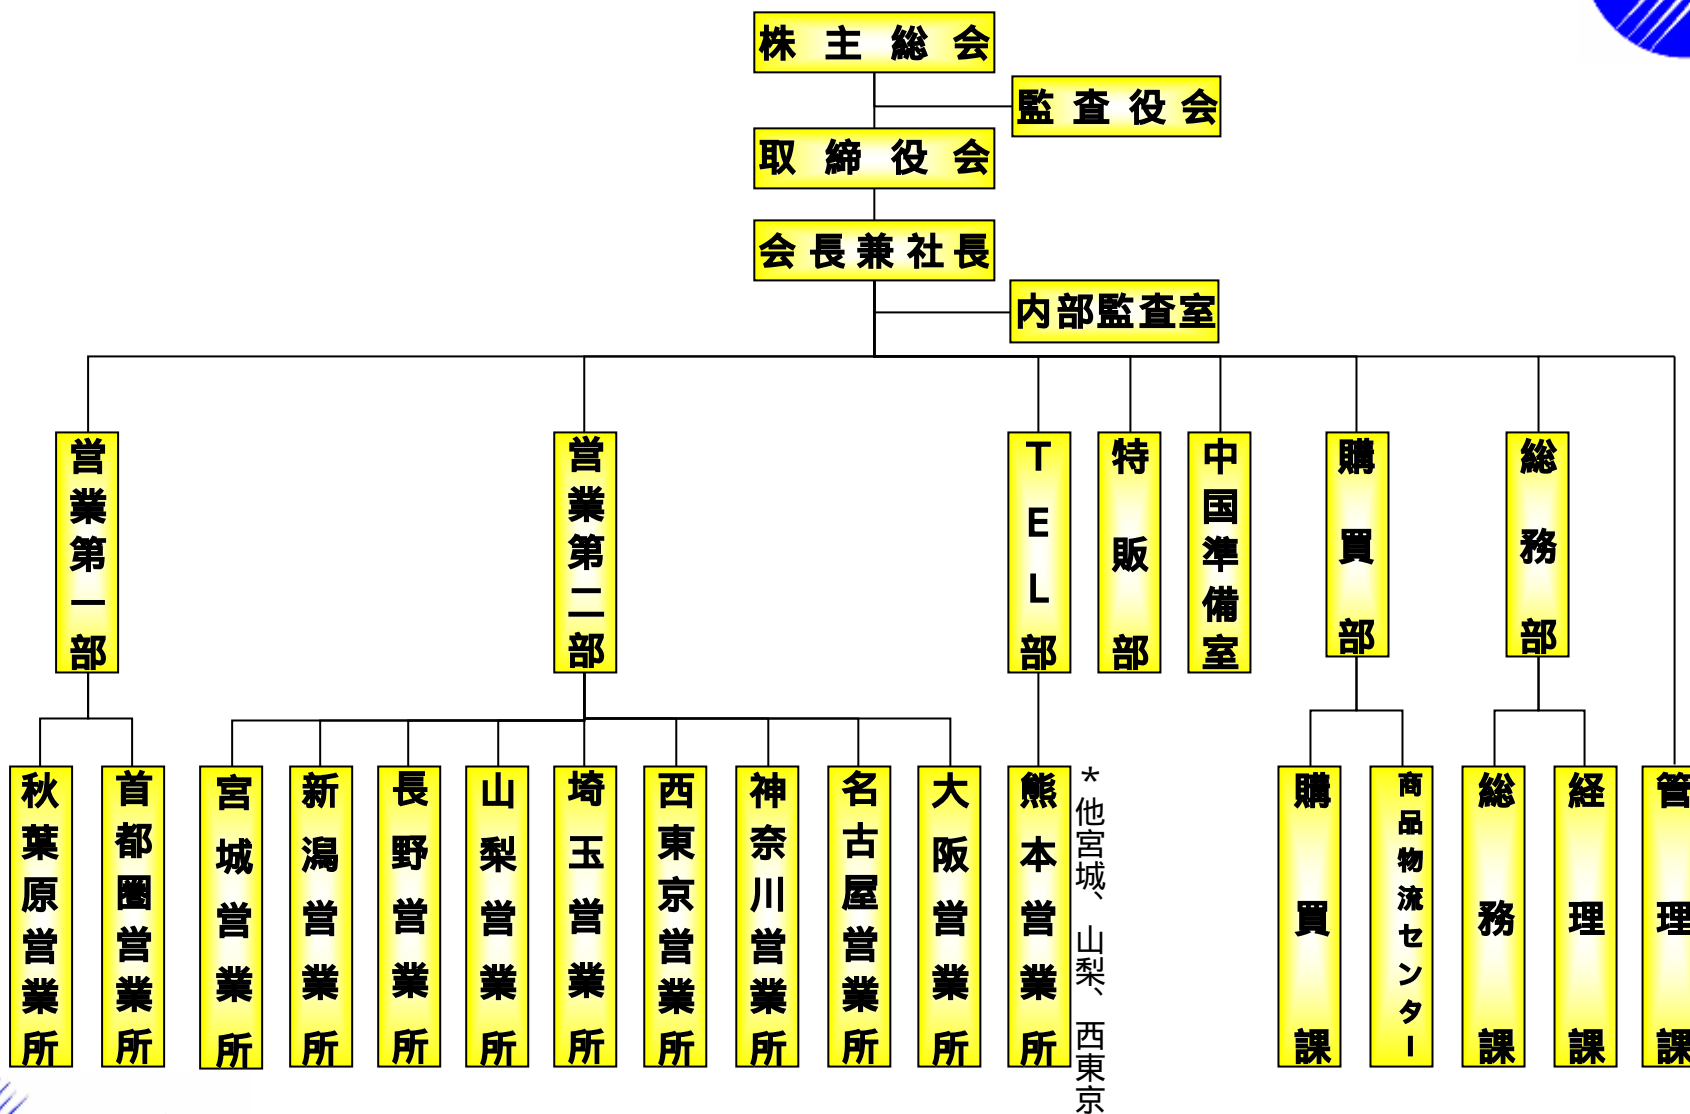 株主総会
監査役会
取締役会
会長兼社長
内部監査室
営業第一部
営業第二部
TEL部
特販部
中国準備室
購買部
総務部
秋葉原営業所
首都圏営業所
宮城営業所
新潟営業所
長野営業所
山梨営業所
埼玉営業所
西東京営業所
神奈川営業所
名古屋営業所
大阪営業所
熊本営業所
*他宮城、山梨、西東京
購買課
商品物流センター
総務課
経理課
管理課